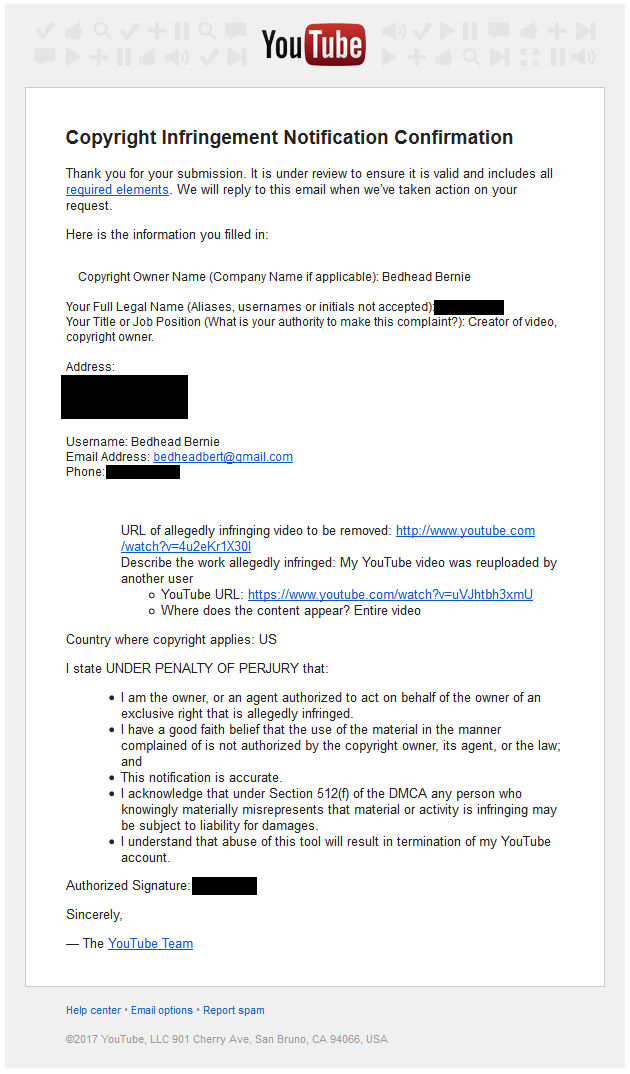 YouTube
Copyright Infringement Notification Confirmation
Thank you for your submission. It is under review to ensure it is valid and includes all
required elements. We will reply to this email when we've taken action on your
request.
Here is the information you filled in:
Copyright Owner Name (Company Name if applicable): Bedhead Bernie
Your Full Legal Name (Aliases, usernames or initials not accepted):
Your Title or Job Position (What is your authority to make this complaint?): Creator of video,
copyright owner.
Address:
Username: Bedhead Bernie
Email Address: bedheadbert@gmail.com
Phone:
URL of allegedly infringing video to be removed: http://www.youtube.com
/watch?v=4u2eKr1X30I
Describe the work allegedly infringed: My YouTube video was reuploaded by
another user
○ YouTube URL: https://www.youtube.com/watch?v=uVJhtbh3xmU
○ Where does the content appear? Entire video
Country where copyright applies: US
I state UNDER PENALTY OF PERJURY that:
• I am the owner, or an agent authorized to act on behalf of the owner of an
exclusive right that is allegedly infringed.
• I have a good faith belief that the use of the material in the manner
complained of is not authorized by the copyright owner, its agent, or the law;
and
• This notification is accurate.
• I acknowledge that under Section 512(f) of the DMCA any person who
knowingly materially misrepresents that material or activity is infringing may
be subject to liability for damages.
• I understand that abuse of this tool will result in termination of my YouTube
account.
Authorized Signature:
Sincerely,
— The YouTube Team
Help center • Email options • Report spam
©2017 YouTube, LLC 901 Cherry Ave, San Bruno, CA 94066, USA